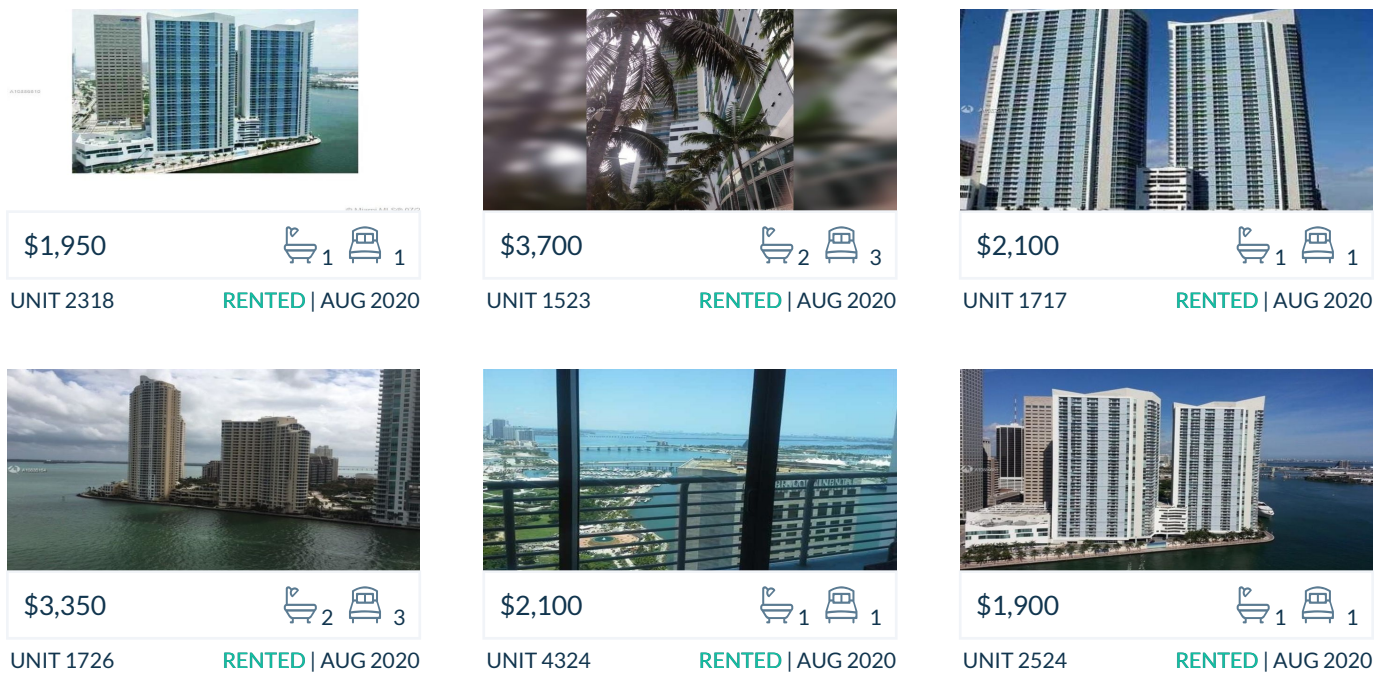 $1,950 1 1
UNIT 2318 RENTED | AUG 2020
$3,700 2 3
UNIT 1523 RENTED | AUG 2020
$2,100 1 1
UNIT 1717 RENTED | AUG 2020
$3,350 2 3
UNIT 1726 RENTED | AUG 2020
$2,100 1 1
UNIT 4324 RENTED | AUG 2020
$1,900 1 1
UNIT 2524 RENTED | AUG 2020